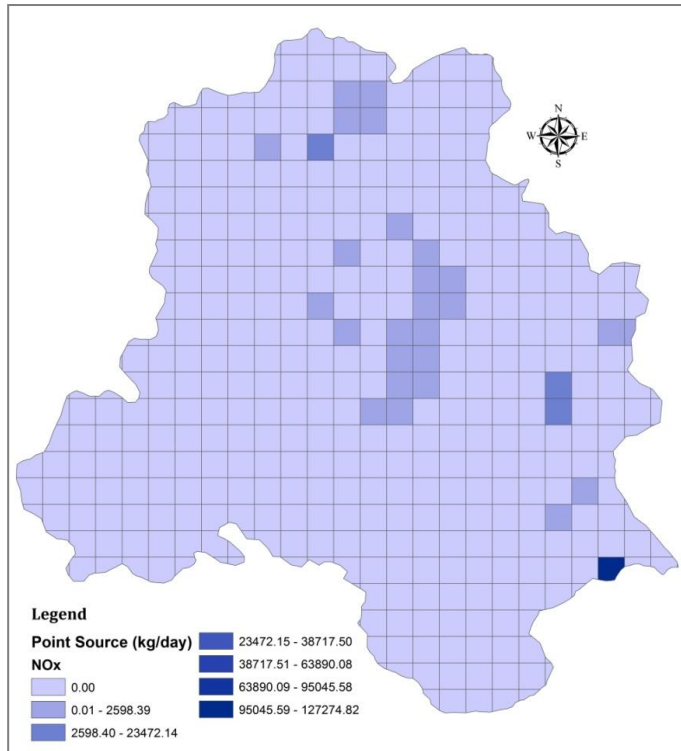 N
W E
S
Legend
Point Source (kg/day)
NOx
0.00
0.01 - 2598.39
2598.40 - 23472.14
23472.15 - 38717.50
38717.51 - 63890.08
63890.09 - 95045.58
95045.59 - 127274.82